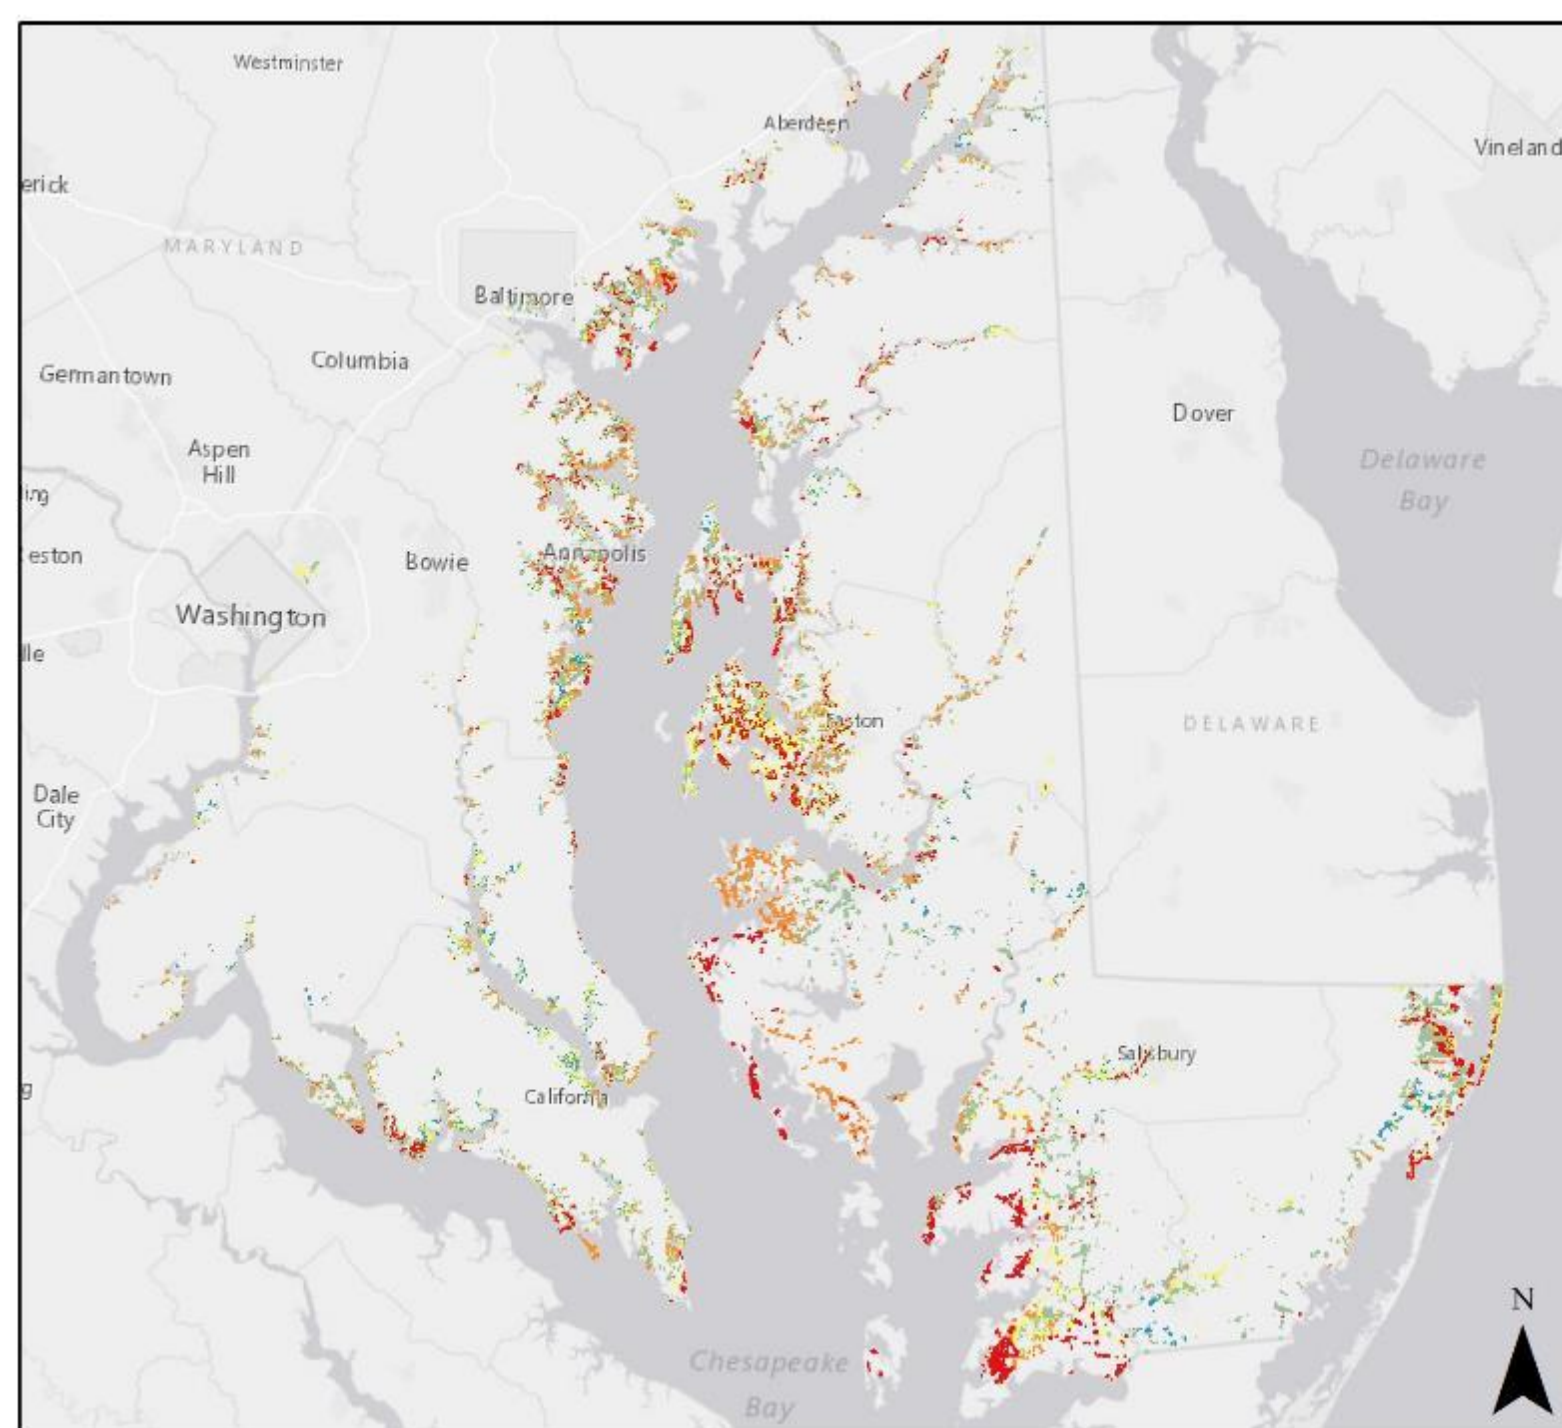 Westminster
Aberdeen
Vineland
erick
MARYLAND
Baltimore
Columbia
Germantown
Dover
Aspen
Hill
Delaware
Bay
ing
eston
Bowie
Annapolis
Washington
lle
Easton
DELAWARE
Dale
City
Salisbury
g
California
N
Chesapeake
Bay